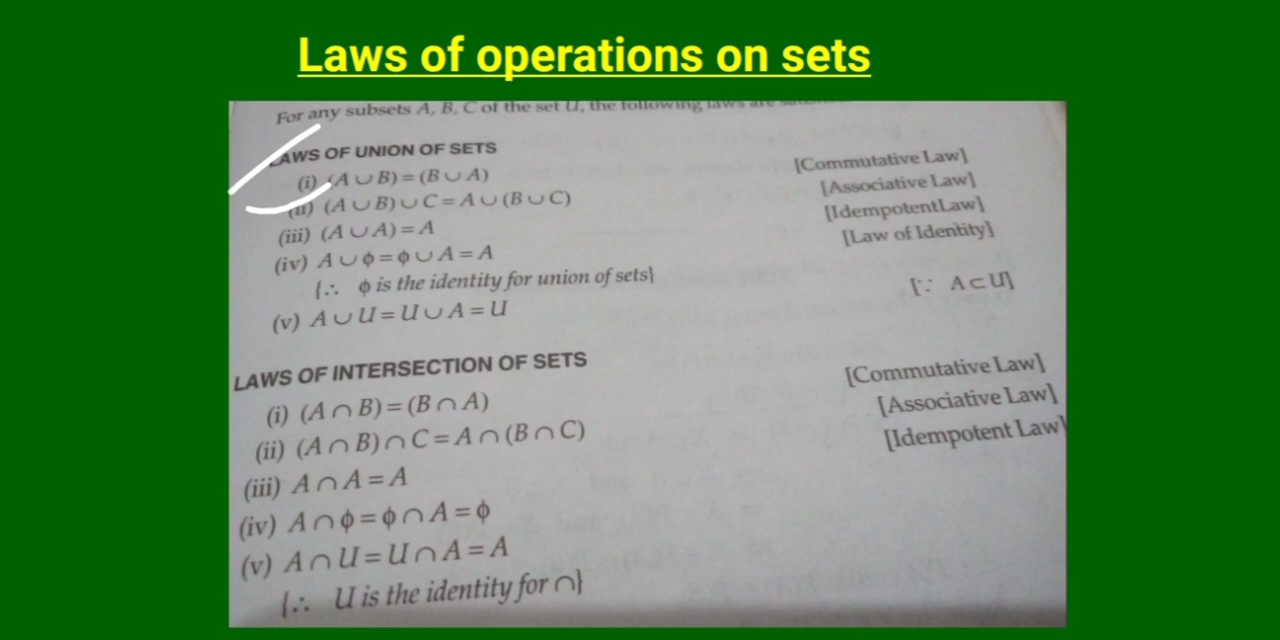 Laws of operations on sets
For any subsets A, B, C of the set U, the following laws are
LAWS OF UNION OF SETS
(i) (A ∪ B) = (B ∪ A) [Commutative Law]
(ii) (A ∪ B) ∪ C = A ∪ (B ∪ C) [Associative Law]
(iii) (A ∪ A) = A [IdempotentLaw]
(iv) A ∪ ϕ = ϕ ∪ A = A [Law of Identity]
{∴ ϕ is the identity for union of sets}
(v) A ∪ U = U ∪ A = U [∵ A ⊂ U]
LAWS OF INTERSECTION OF SETS
(i) (A ∩ B) = (B ∩ A) [Commutative Law]
(ii) (A ∩ B) ∩ C = A ∩ (B ∩ C) [Associative Law]
(iii) A ∩ A = A [Idempotent Law]
(iv) A ∩ ϕ = ϕ ∩ A = ϕ
(v) A ∩ U = U ∩ A = A
{∴ U is the identity for ∩}